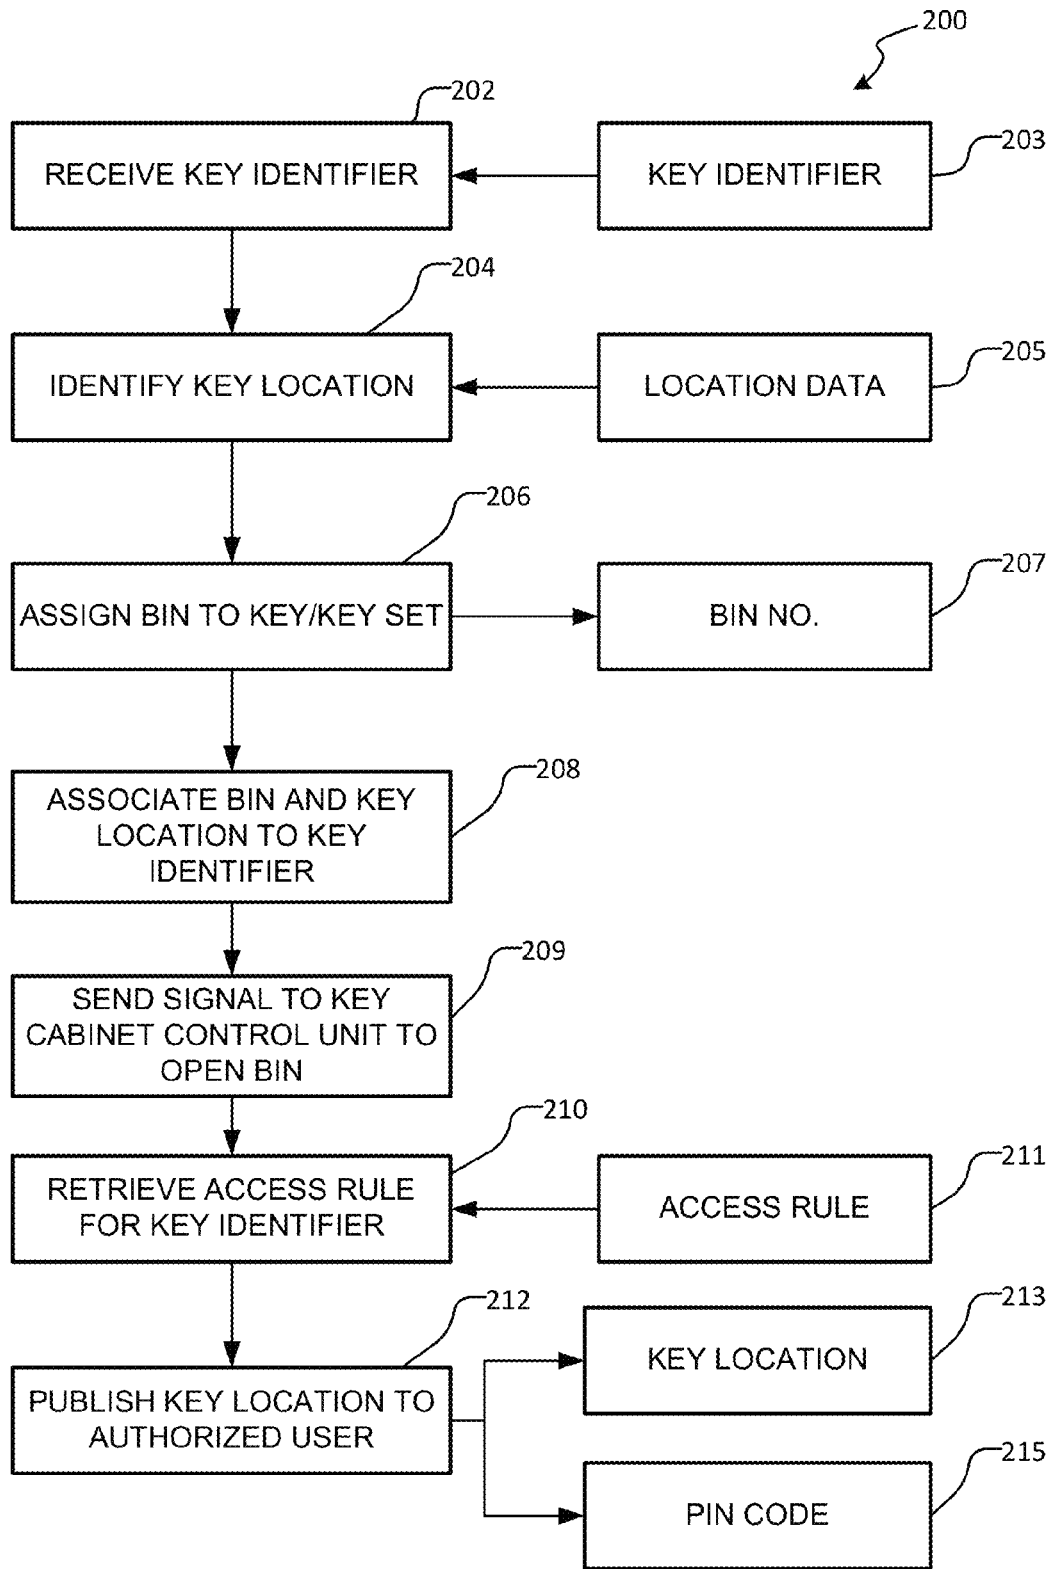 200
202
RECEIVE KEY IDENTIFIER
KEY IDENTIFIER
203
204
IDENTIFY KEY LOCATION
LOCATION DATA
205
206
ASSIGN BIN TO KEY/KEY SET
BIN NO.
207
208
ASSOCIATE BIN AND KEY
LOCATION TO KEY
IDENTIFIER
209
SEND SIGNAL TO KEY
CABINET CONTROL UNIT TO
OPEN BIN
210
RETRIEVE ACCESS RULE
FOR KEY IDENTIFIER
ACCESS RULE
211
212
PUBLISH KEY LOCATION TO
AUTHORIZED USER
KEY LOCATION
213
PIN CODE
215